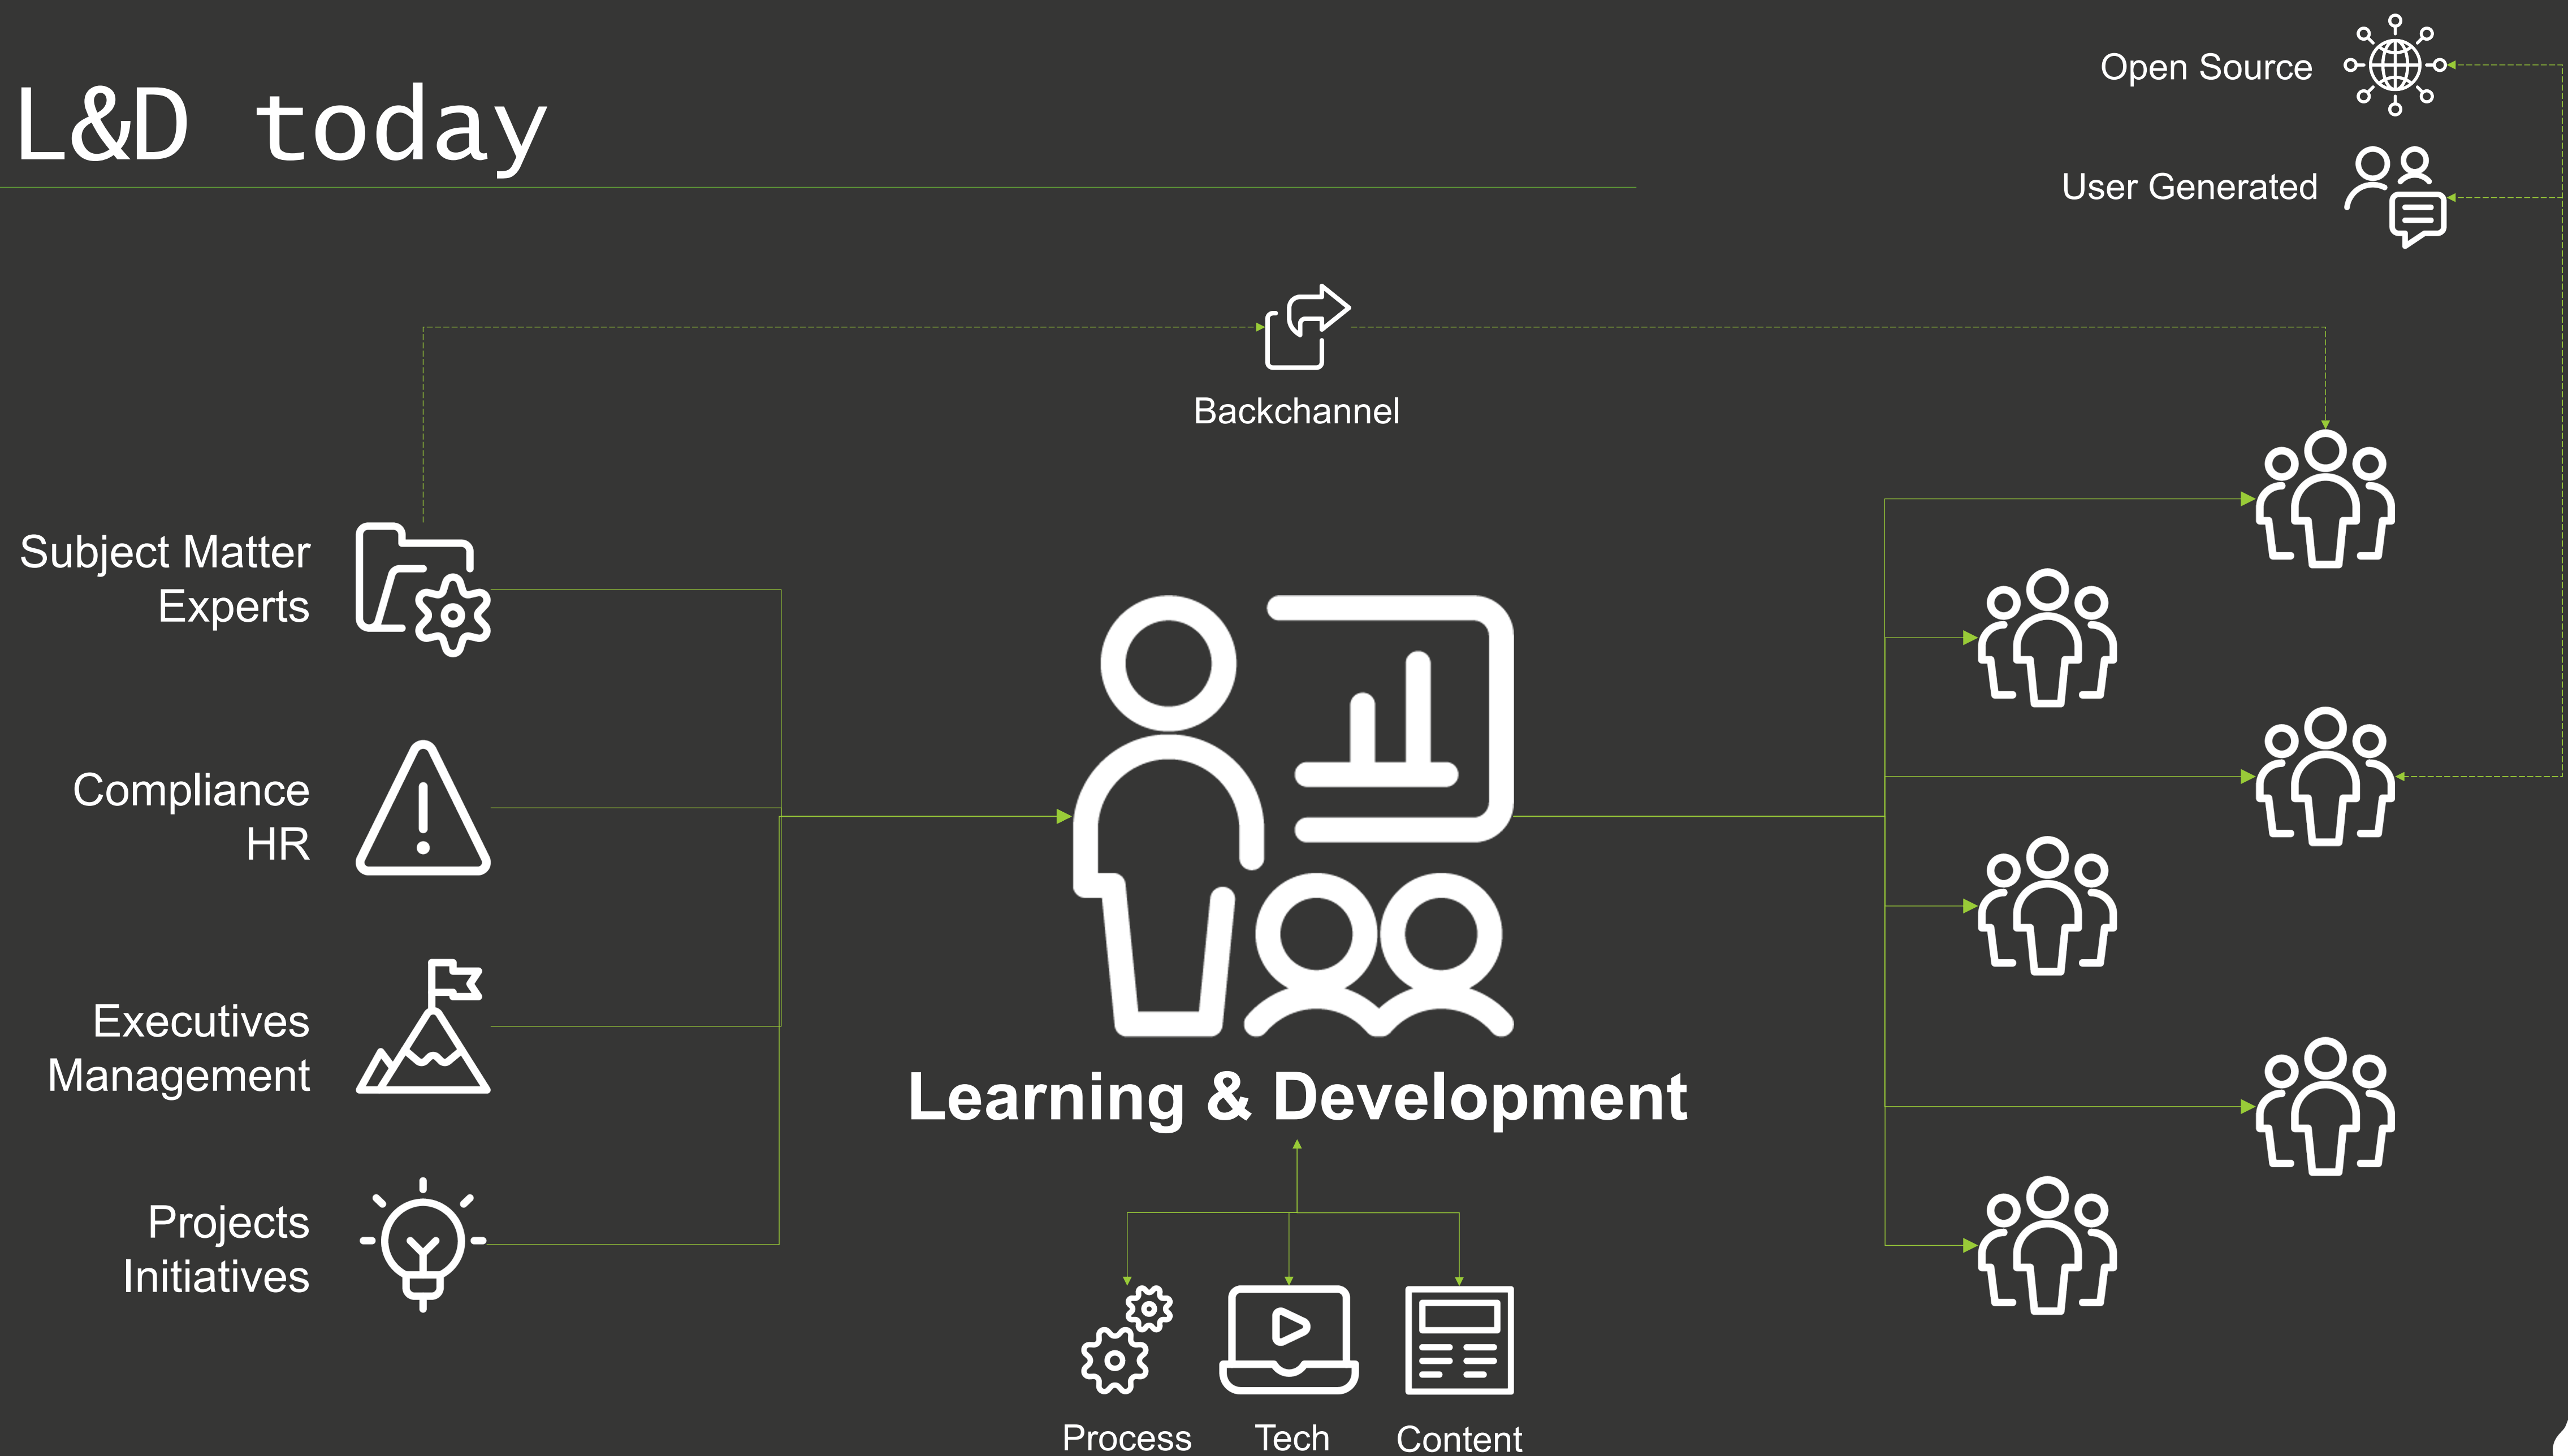 L&D today
Open Source
User Generated
Backchannel
Subject Matter
Experts
Compliance
HR
Executives
Management
Projects
Initiatives
Learning & Development
Process
Tech
Content